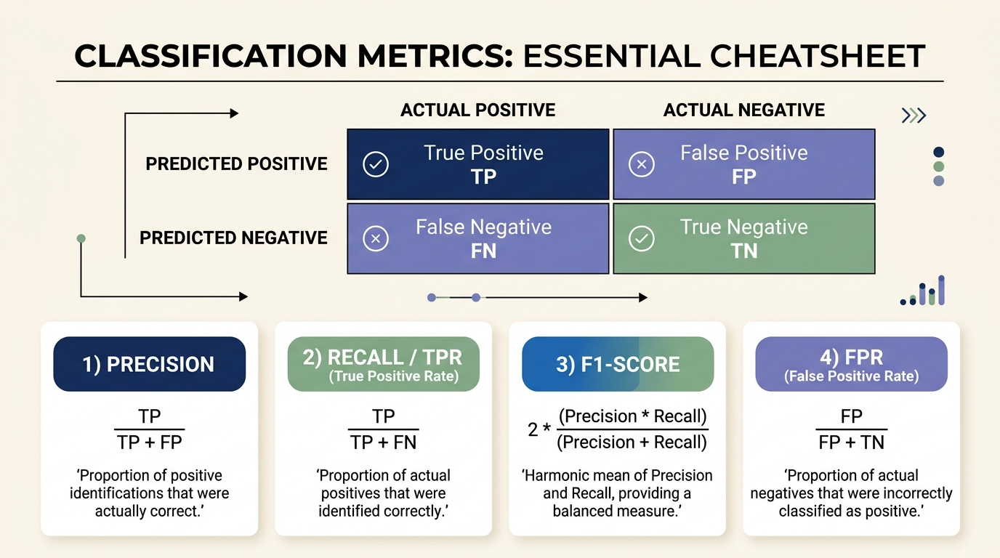 CLASSIFICATION METRICS: ESSENTIAL CHEATSHEET
ACTUAL POSITIVE
ACTUAL NEGATIVE
PREDICTED POSITIVE
True Positive
TP
False Positive
FP
PREDICTED NEGATIVE
False Negative
FN
True Negative
TN
1) PRECISION
TP
TP + FP
‘Proportion of positive
identifications that were
actually correct.’
2) RECALL / TPR
(True Positive Rate)
TP
TP + FN
‘Proportion of actual
positives that were
identified correctly.’
3) F1-SCORE
2 * (Precision * Recall)
(Precision + Recall)
‘Harmonic mean of Precision
and Recall, providing a
balanced measure.’
4) FPR
(False Positive Rate)
FP
FP + TN
‘Proportion of actual
negatives that were incorrectly
classified as positive.’